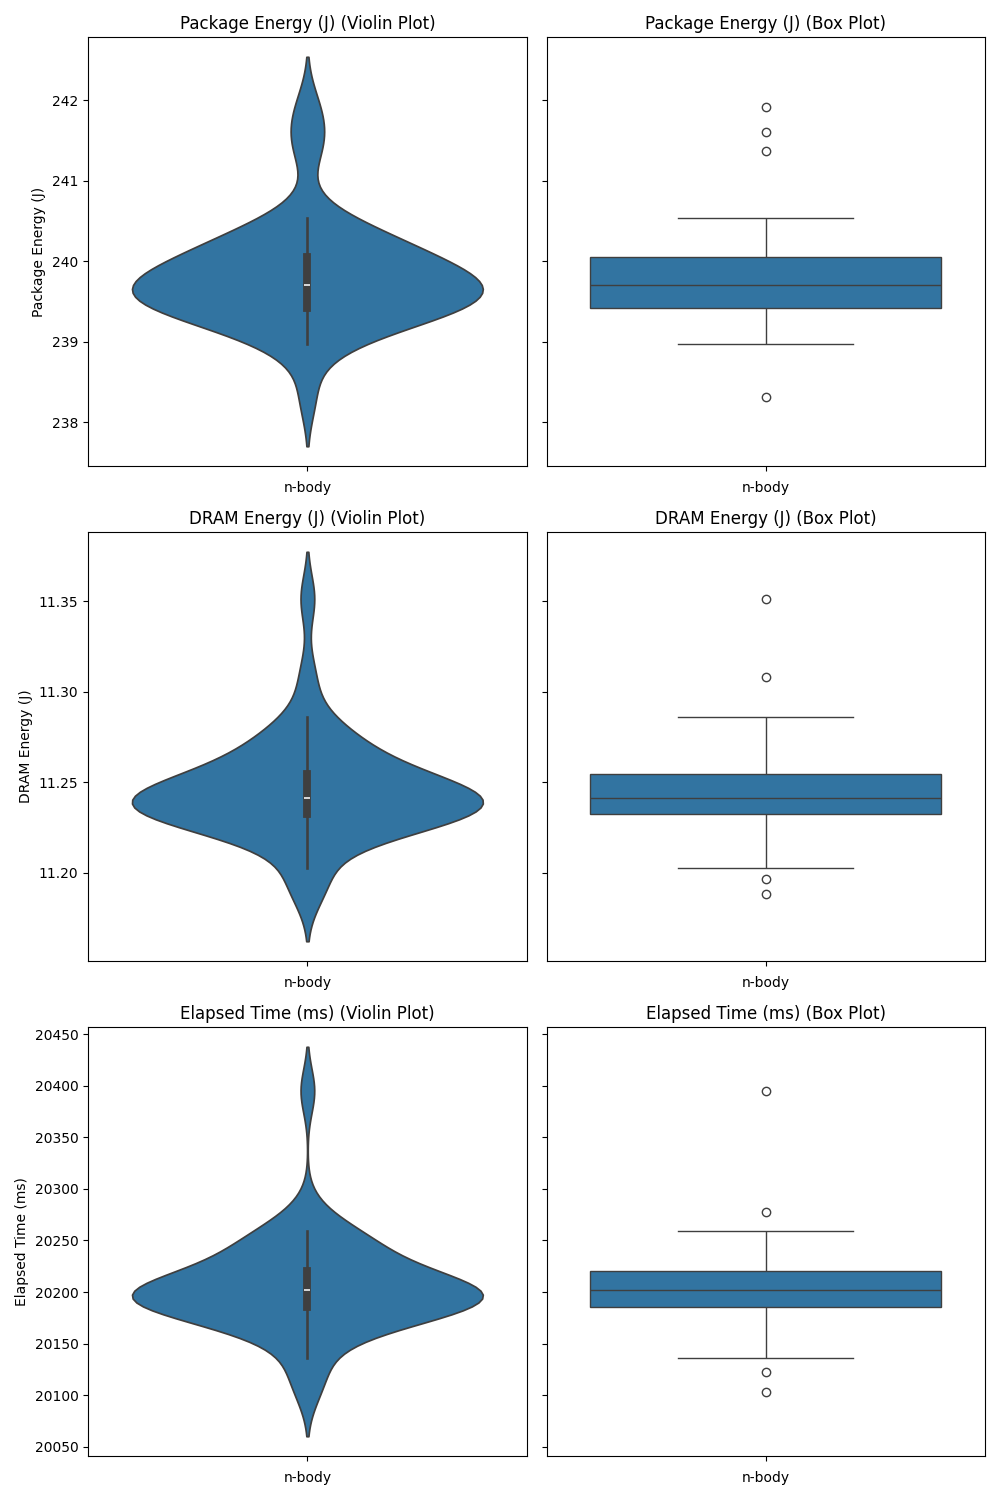 Package Energy (J) (Violin Plot)
Package Energy (J) (Box Plot)
Package Energy (J)
242
241
240
239
238
n-body
n-body
DRAM Energy (J) (Violin Plot)
DRAM Energy (J) (Box Plot)
DRAM Energy (J)
11.35
11.30
11.25
11.20
n-body
n-body
Elapsed Time (ms) (Violin Plot)
Elapsed Time (ms) (Box Plot)
Elapsed Time (ms)
20450
20400
20350
20300
20250
20200
20150
20100
20050
n-body
n-body